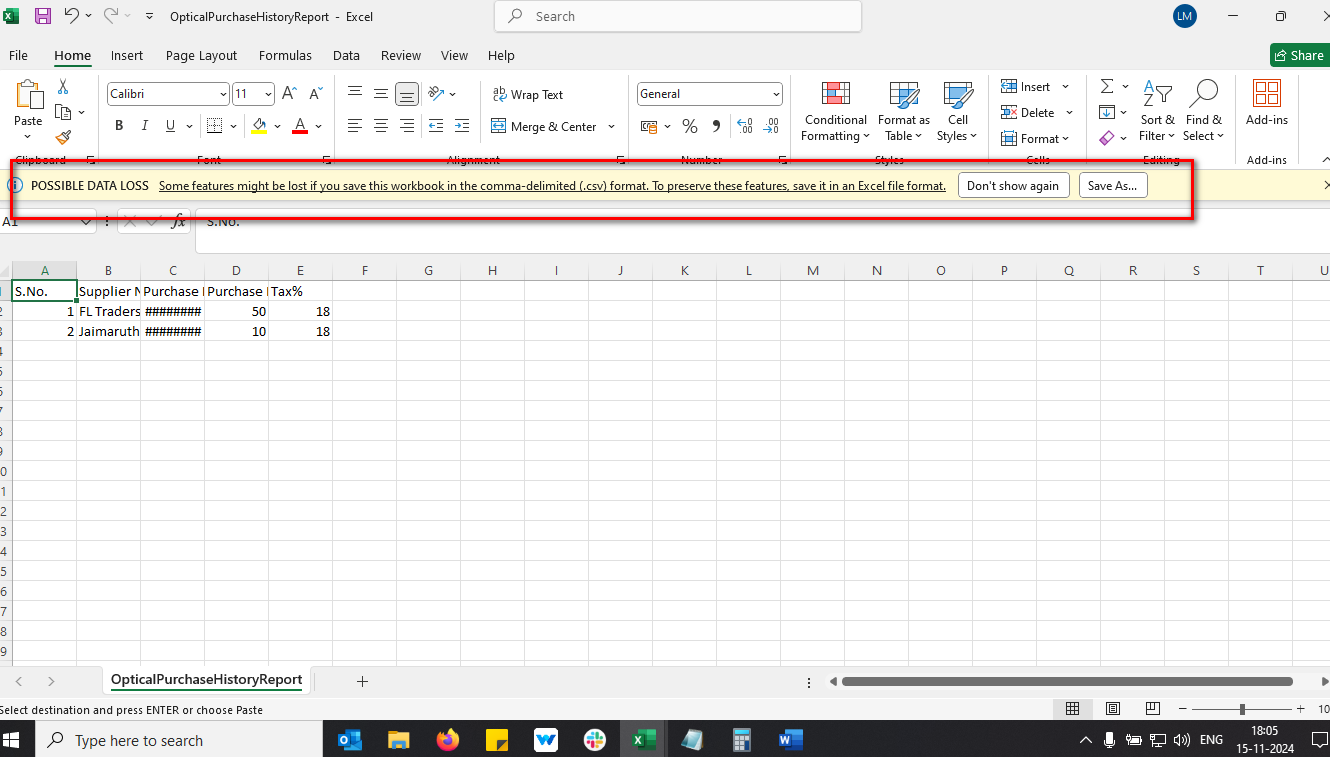 OpticalPurchaseHistoryReport - Excel
Search
LM
File Home Insert Page Layout Formulas Data Review View Help
Share
Calibri 11
Wrap Text
General
Insert
Paste
Conditional Formatting
Format as Table
Cell Styles
Delete
Sort & Filter
Find & Select
Add-ins
B I U
Merge & Center
% ,
Format
Clipboard Font Alignment Number Styles Cells Editing Add-ins
POSSIBLE DATA LOSS Some features might be lost if you save this workbook in the comma-delimited (.csv) format. To preserve these features, save it in an Excel file format. Don't show again Save As...
A1 fx S.No.
A B C D E F G H I J K L M N O P Q R S T U
S.No. Supplier N Purchase Purchase Tax%
1 FL Traders ######## 50 18
2 Jaimaruth ######## 10 18
OpticalPurchaseHistoryReport
Select destination and press ENTER or choose Paste
10
Type here to search
ENG
18:05
15-11-2024